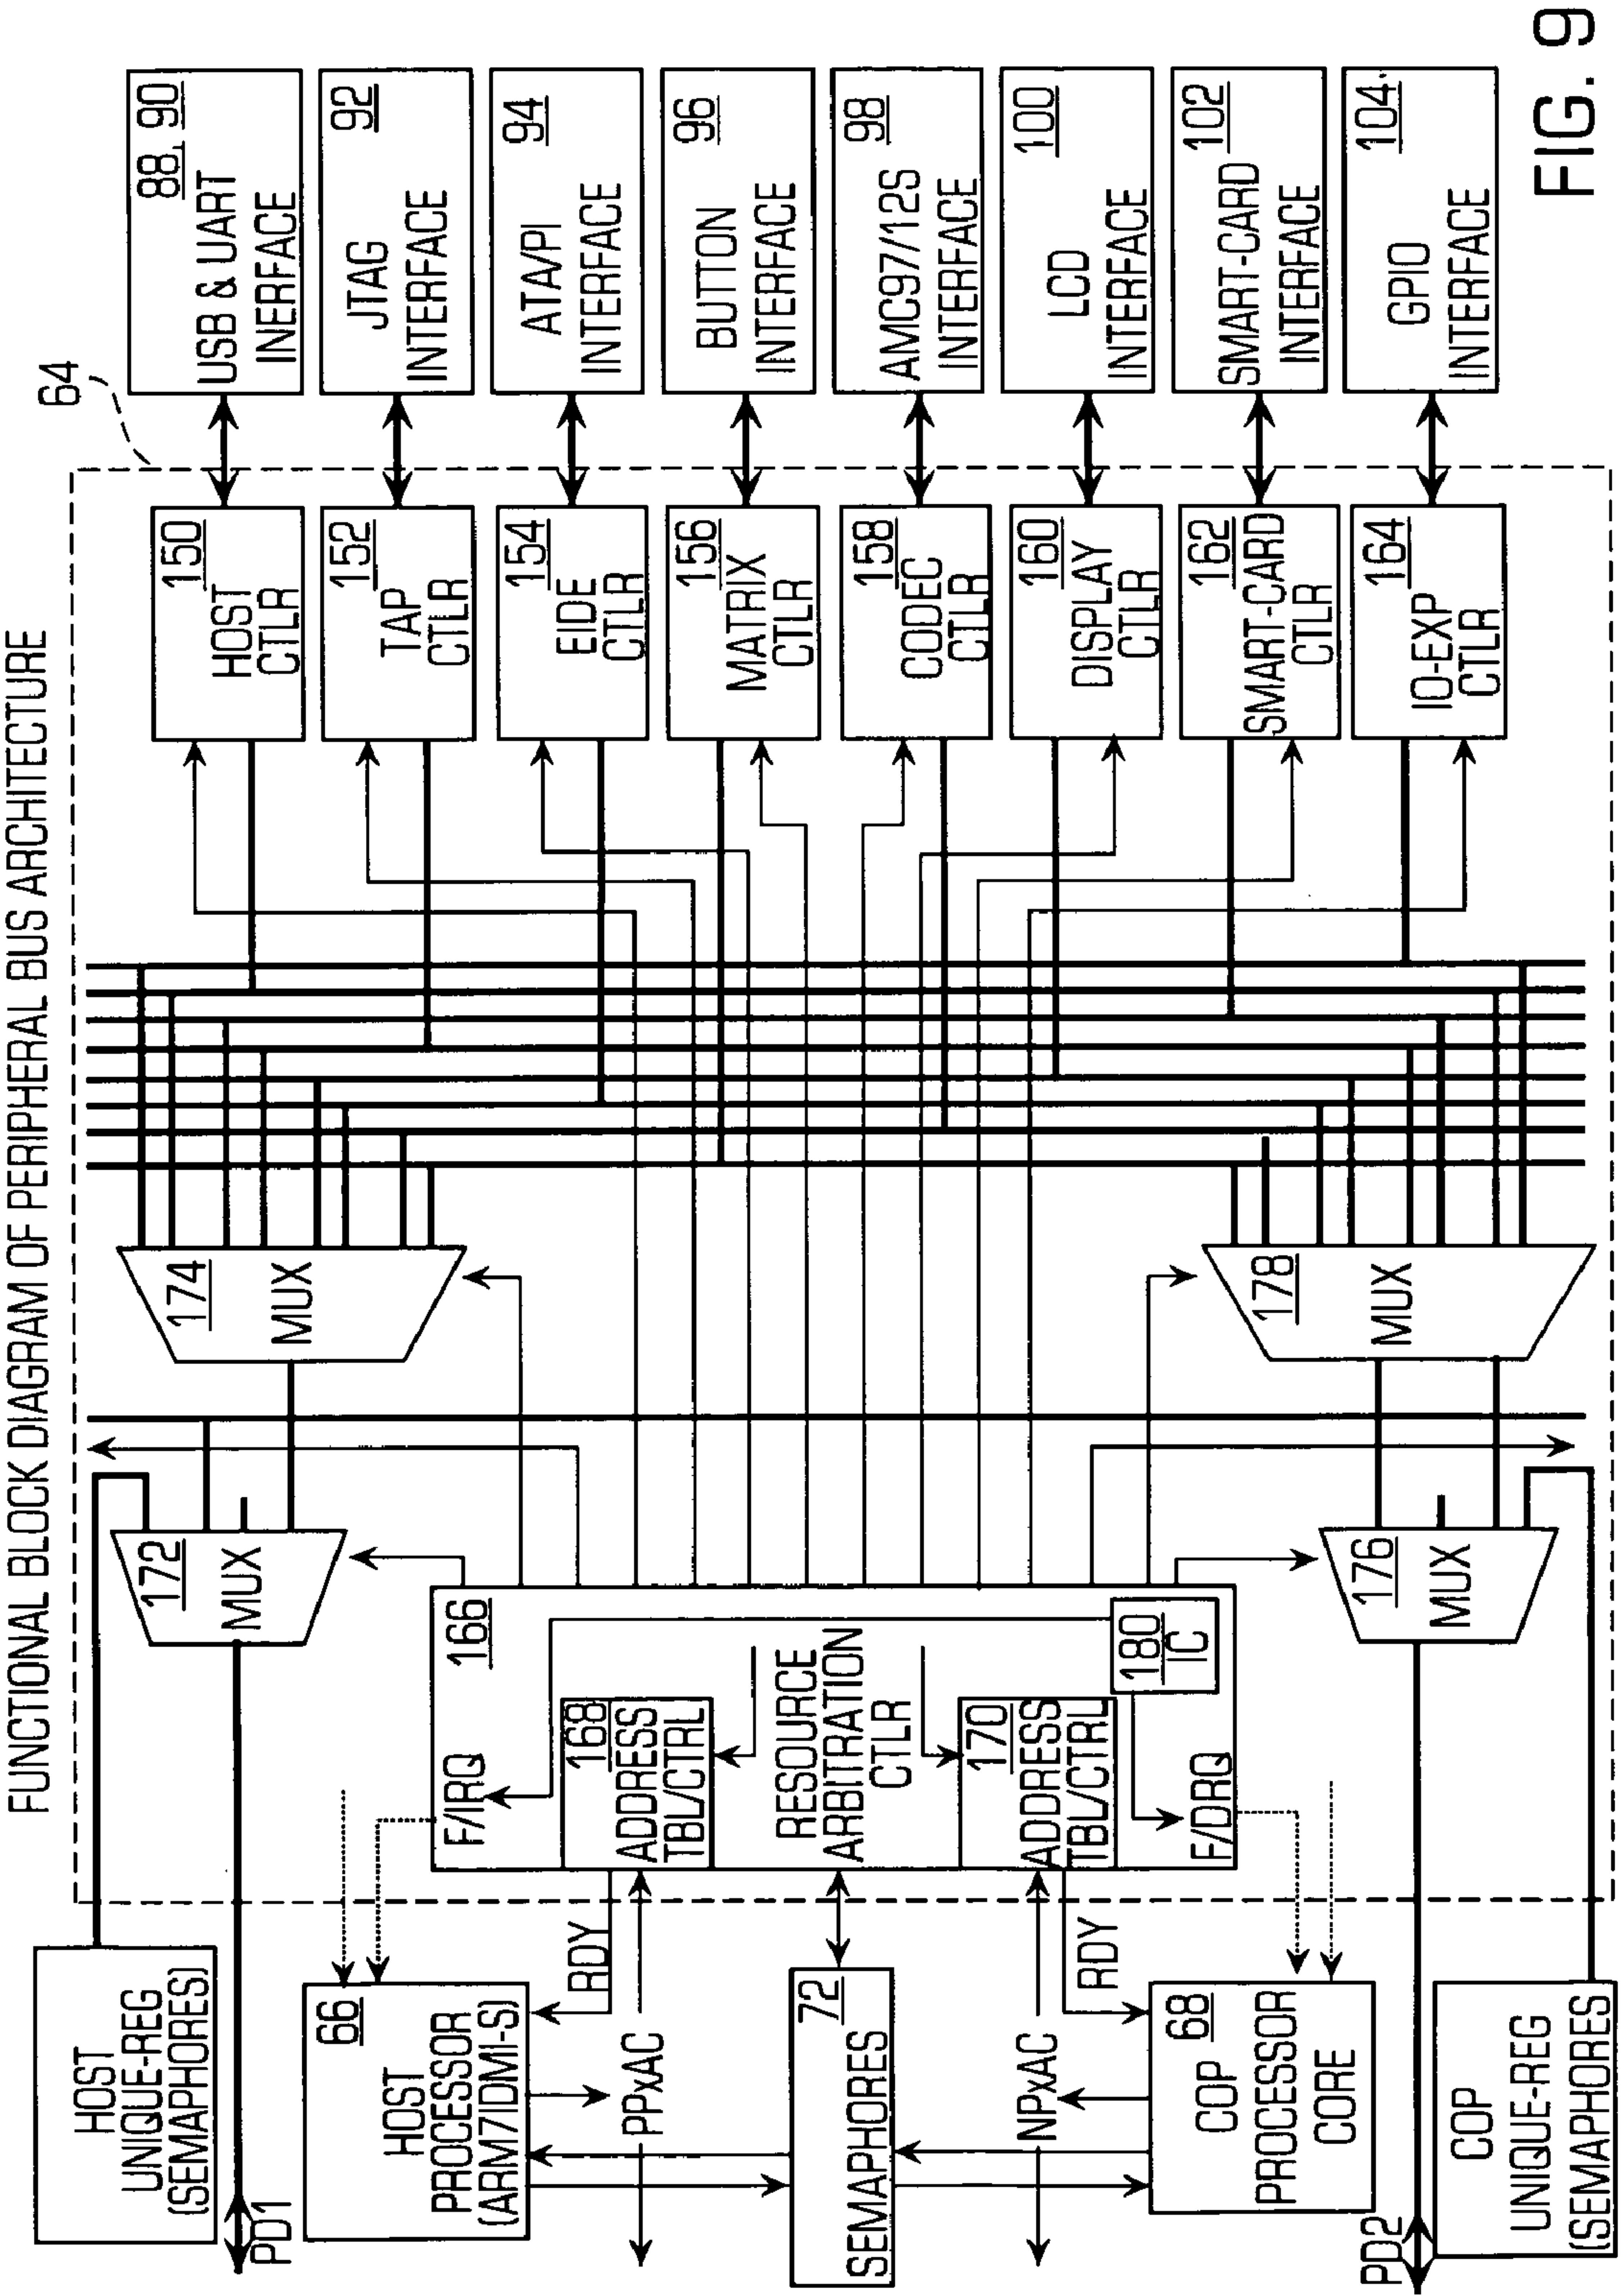 FUNCTIONAL BLOCK DIAGRAM OF PERIPHERAL BUS ARCHITECTURE
HOST
UNIQUE-REG
(SEMAPHORES)
PD1
66
HOST
PROCESSOR
(ARM7IDMI-S)
RDY
PPxAC
72
SEMAPHORES
NPxAC
RDY
68
COP
PROCESSOR
CORE
PD2
COP
UNIQUE-REG
(SEMAPHORES)
172
MUX
166
F/IRQ
168
ADDRESS
TBL/CTRL
RESOURCE
ARBITRATION
CTLR
170
ADDRESS
TBL/CTRL
180
IC
F/DRQ
176
MUX
174
MUX
178
MUX
64
150
HOST
CTLR
152
TAP
CTLR
154
EIDE
CTLR
156
MATRIX
CTLR
158
CODEC
CTLR
160
DISPLAY
CTLR
162
SMART-CARD
CTLR
164
IO-EXP
CTLR
88, 90
USB & UART
INERFACE
92
JTAG
INTERFACE
94
ATA/PI
INTERFACE
96
BUTTON
INTERFACE
98
AMC97/12S
INTERFACE
100
LCD
INTERFACE
102
SMART-CARD
INTERFACE
104
GPIO
INTERFACE
FIG. 9